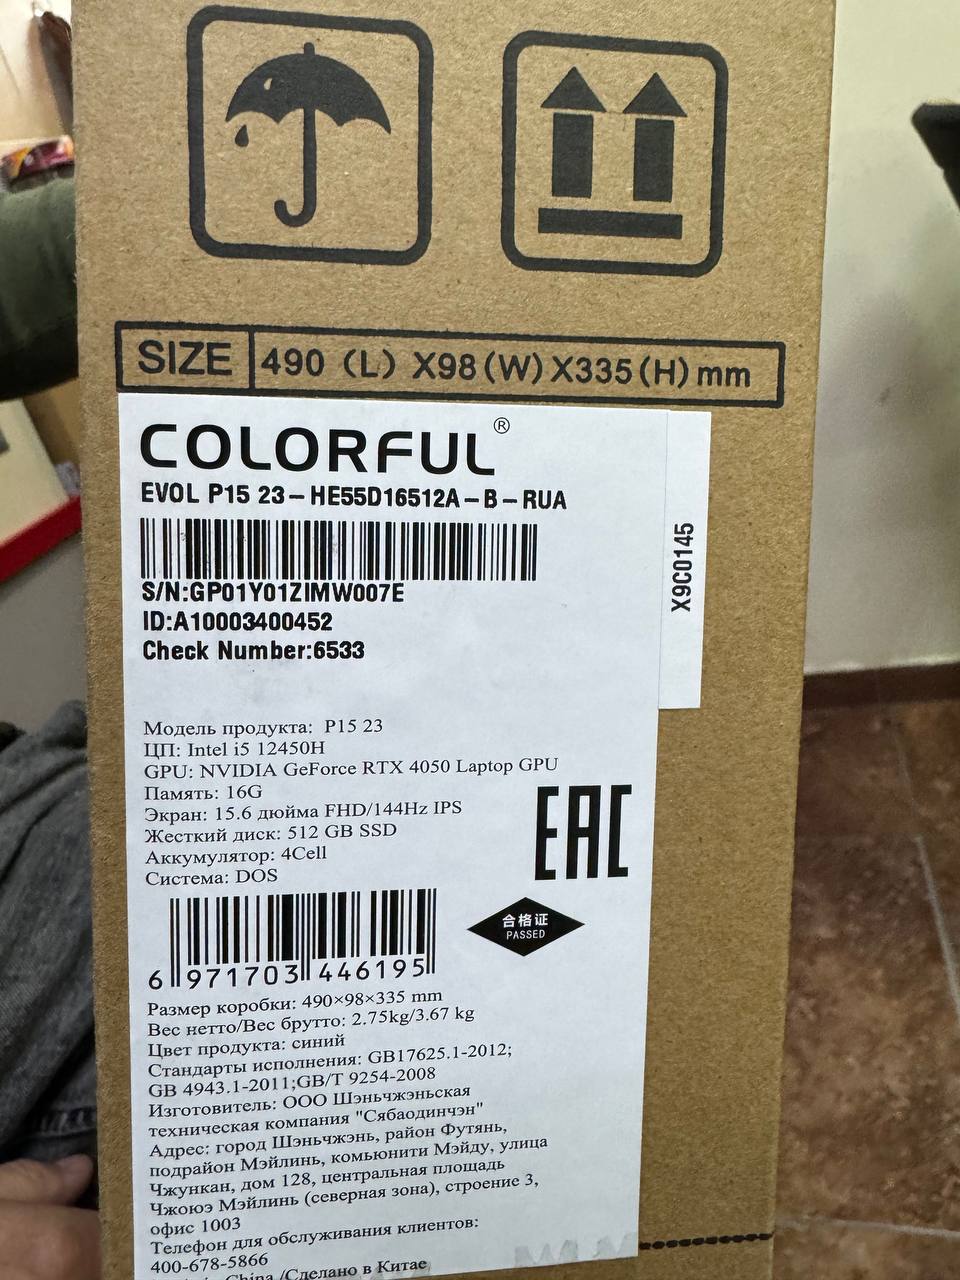 SIZE 490 (L) X98(W)X335(H)mm
COLORFUL®
EVOL P15 23-HE55D16512A-B-RUA
S/N:GP01Y01ZIMW007E
ID:A10003400452
Check Number:6533
X9C0145
Модель продукта: P15 23
ЦП: Intel i5 12450H
GPU: NVIDIA GeForce RTX 4050 Laptop GPU
Память: 16G
Экран: 15.6 дюйма FHD/144Hz IPS
Жесткий диск: 512 GB SSD
Аккумулятор: 4Cell
Система: DOS
EAC
合格证
PASSED
6 971703 446195
Размер коробки: 490×98×335 mm
Вес нетто/Вес брутто: 2.75kg/3.67 kg
Цвет продукта: синий
Стандарты исполнения: GB17625.1-2012;
GB 4943.1-2011;GB/T 9254-2008
Изготовитель: ООО Шэньчжэньская
техническая компания "Сябаодинчэн"
Адрес: город Шэньчжэнь, район Футянь,
подрайон Мэйлинь, комьюнити Мэйду, улица
Чжункан, дом 128, центральная площадь
Чжоюэ Мэйлинь (северная зона), строение 3,
офис 1003
Телефон для обслуживания клиентов:
400-678-5866
China /Сделано в Китае